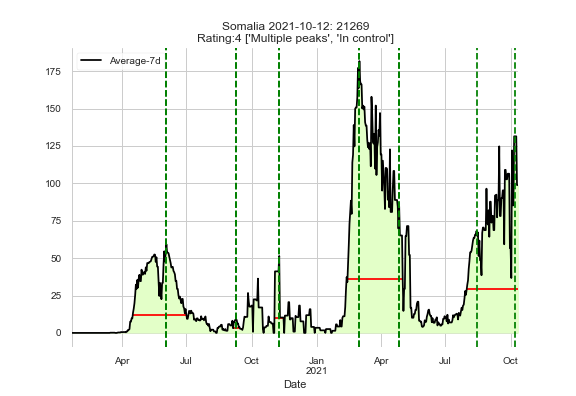 Somalia 2021-10-12: 21269
Rating:4 ['Multiple peaks', 'In control']
Average-7d
175
150
125
100
75
50
25
0
Apr Jul Oct Jan Apr Jul Oct
2021
Date